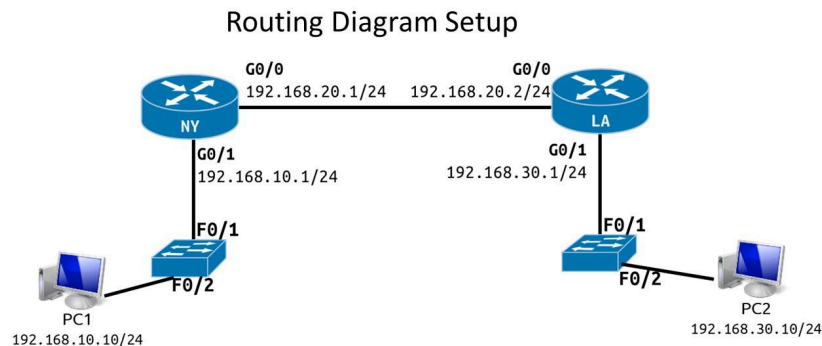 Routing Diagram Setup
G0/0
192.168.20.1/24
G0/0
192.168.20.2/24
NY
LA
G0/1
192.168.10.1/24
G0/1
192.168.30.1/24
F0/1
F0/2
F0/1
F0/2
PC1
192.168.10.10/24
PC2
192.168.30.10/24